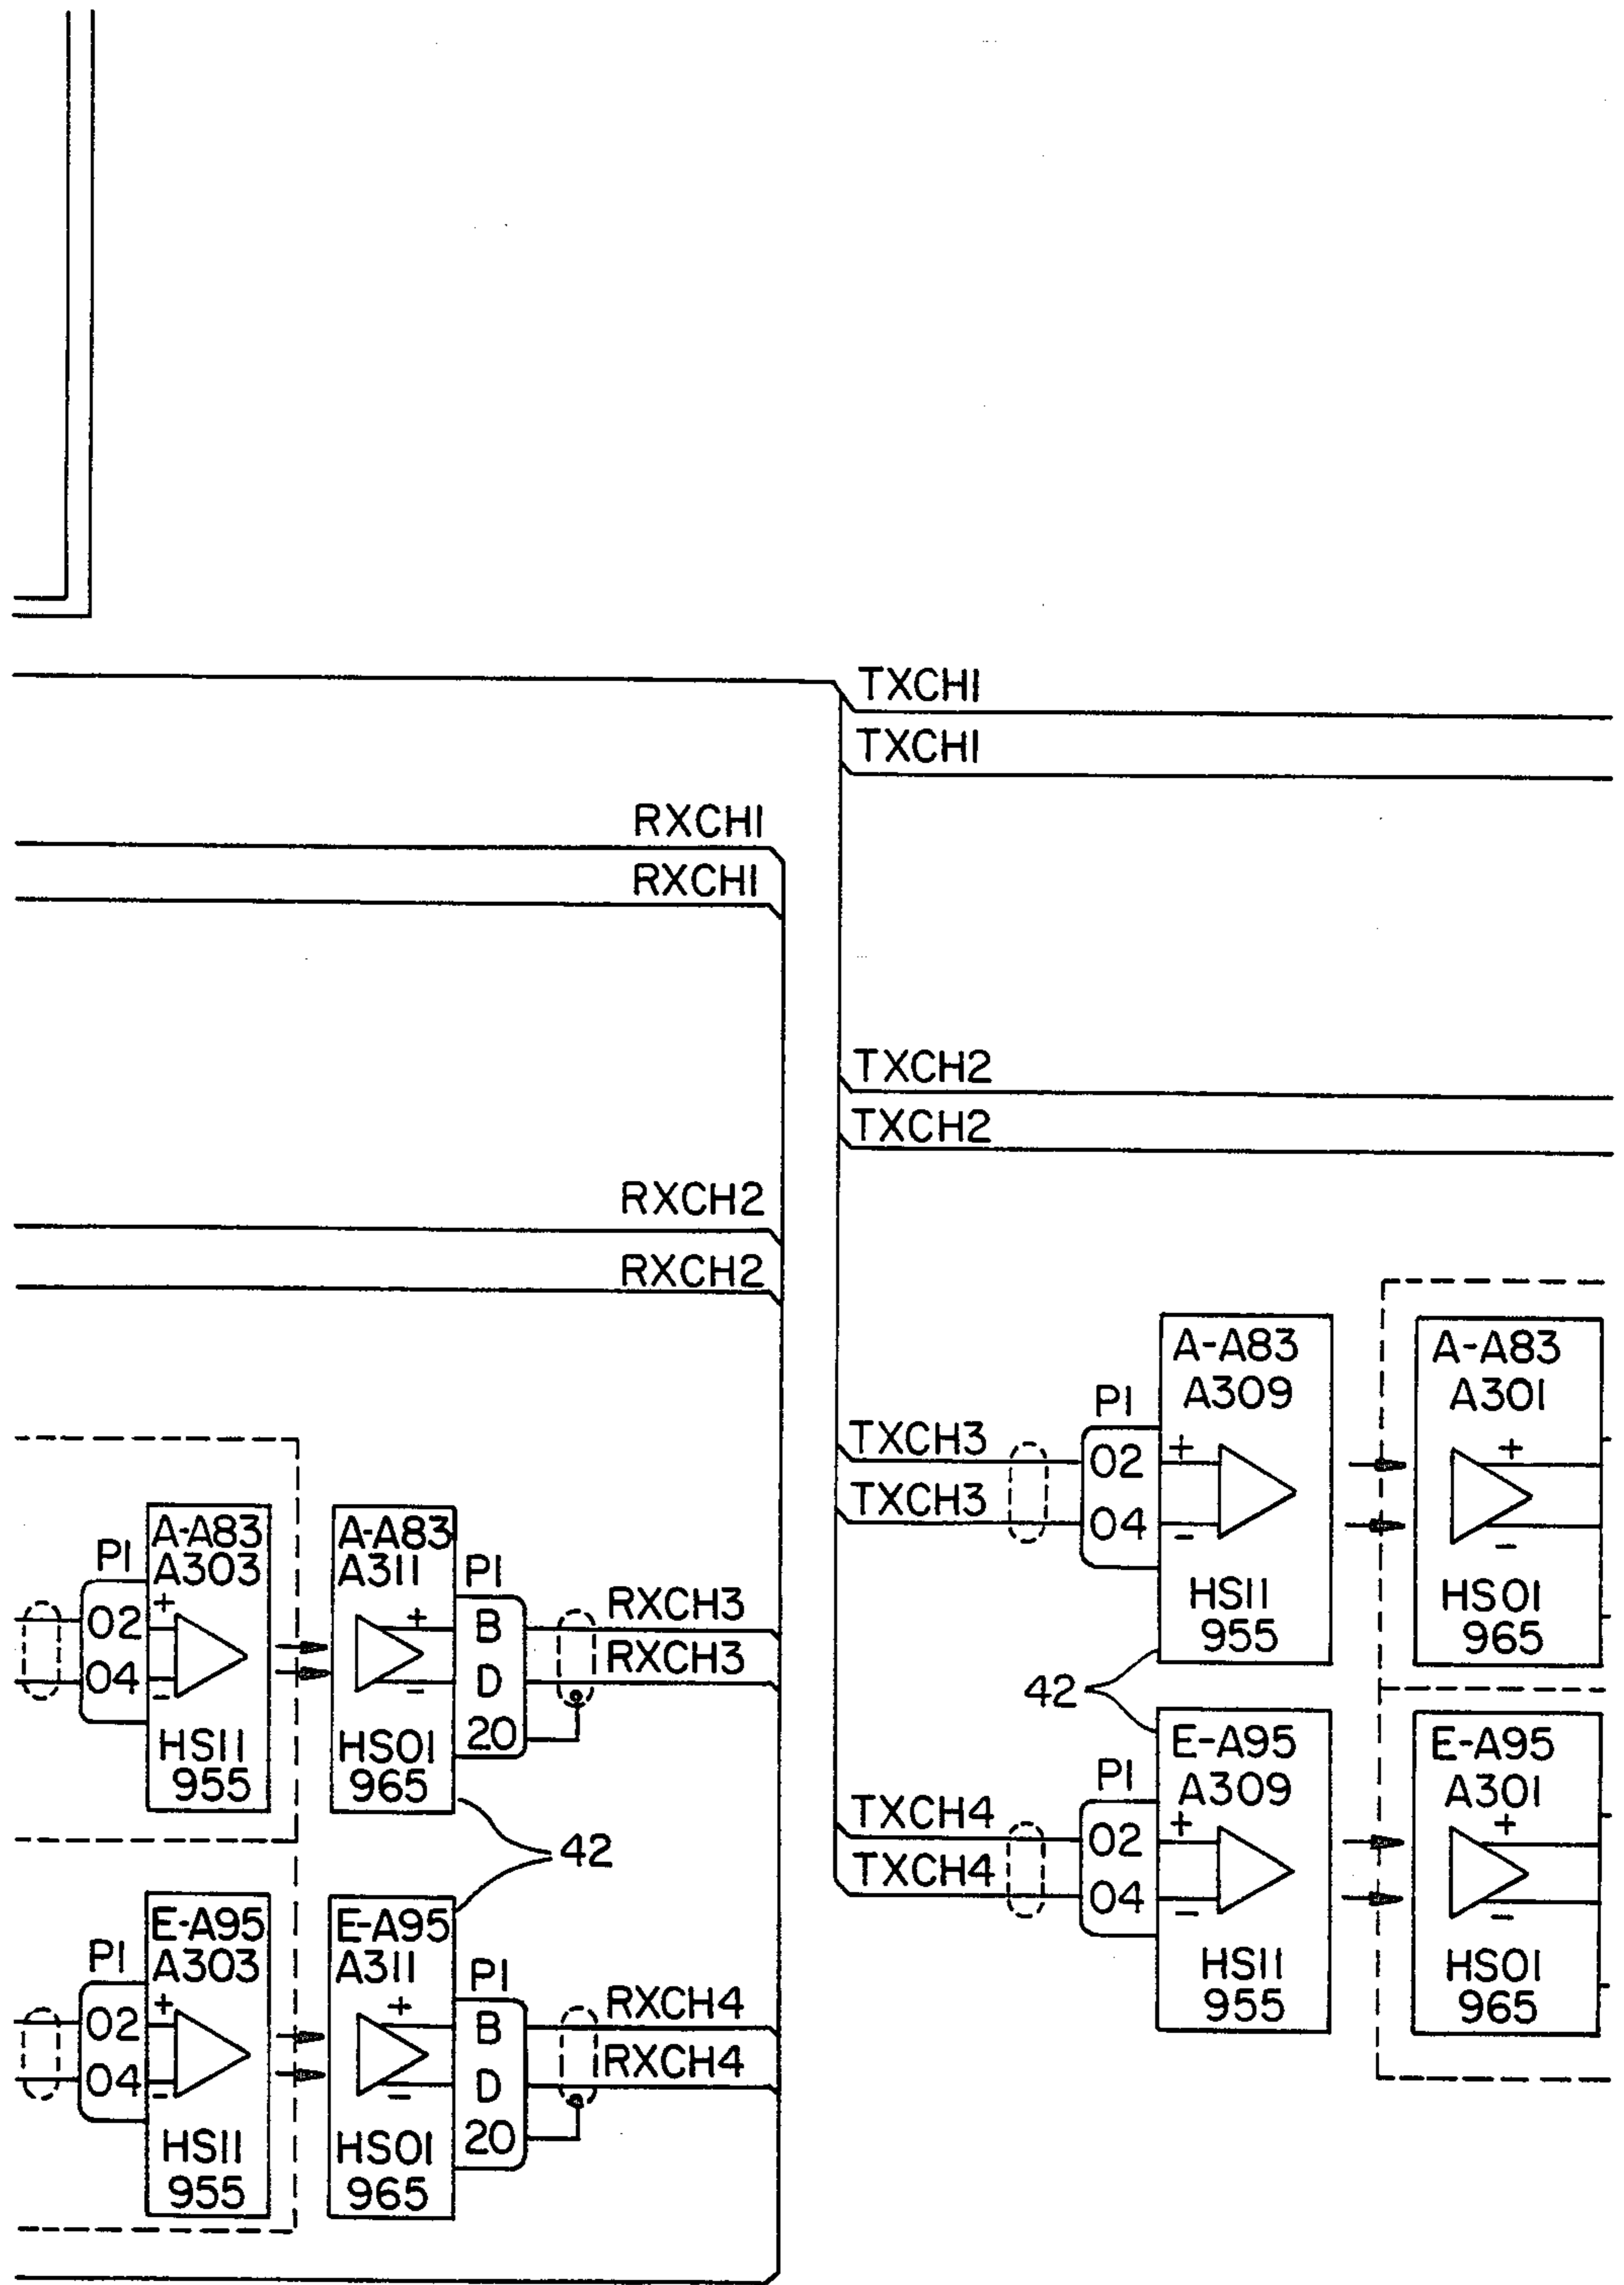 TXCH1
TXCH1
RXCH1
RXCH1
TXCH2
TXCH2
RXCH2
RXCH2
A-A83
A309
P1
TXCH3
TXCH3
02
04
+
-
HS11
955
A-A83
A301
+
-
HS01
965
P1
A-A83
A303
02
04
+
-
HS11
955
A-A83
A311
+
-
HS01
965
P1
B
D
20
RXCH3
RXCH3
42
42
E-A95
A309
P1
TXCH4
TXCH4
02
04
+
-
HS11
955
E-A95
A301
+
-
HS01
965
P1
E-A95
A303
02
04
+
-
HS11
955
E-A95
A311
+
-
HS01
965
P1
B
D
20
RXCH4
RXCH4